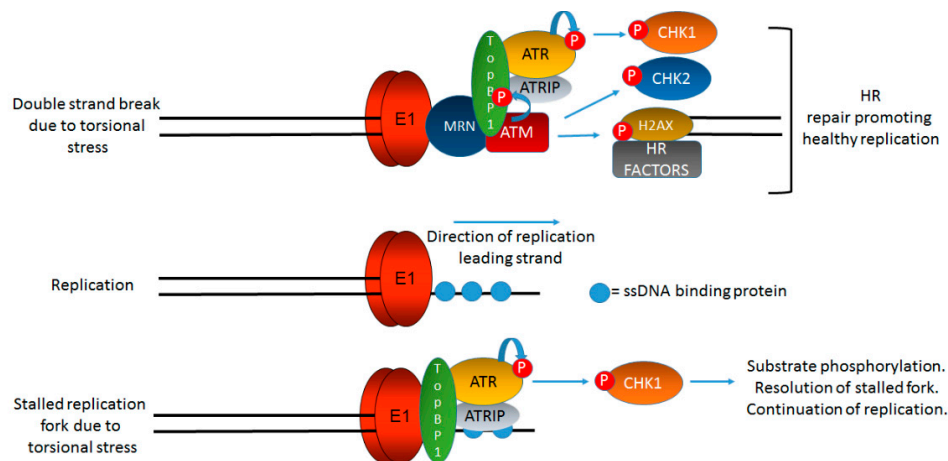 Double strand break
due to torsional
stress
E1
MRN
TopBP1
P
ATM
ATR
P
ATRIP
P
CHK1
P
CHK2
P
H2AX
HR
FACTORS
HR
repair promoting
healthy replication
Replication
E1
Direction of replication
leading strand
= ssDNA binding protein
Stalled replication
fork due to
torsional stress
E1
TopBP1
ATR
P
ATRIP
P
CHK1
Substrate phosphorylation.
Resolution of stalled fork.
Continuation of replication.